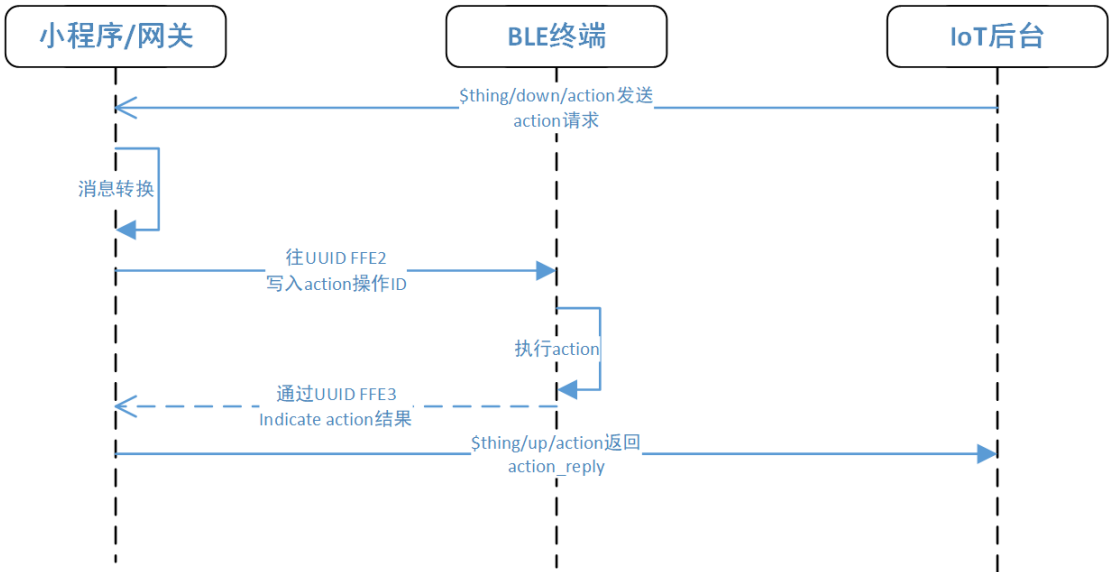 小程序/网关
BLE终端
IoT后台
$thing/down/action发送
action请求
消息转换
往UUID FFE2
写入action操作ID
执行action
通过UUID FFE3
Indicate action结果
$thing/up/action返回
action_reply